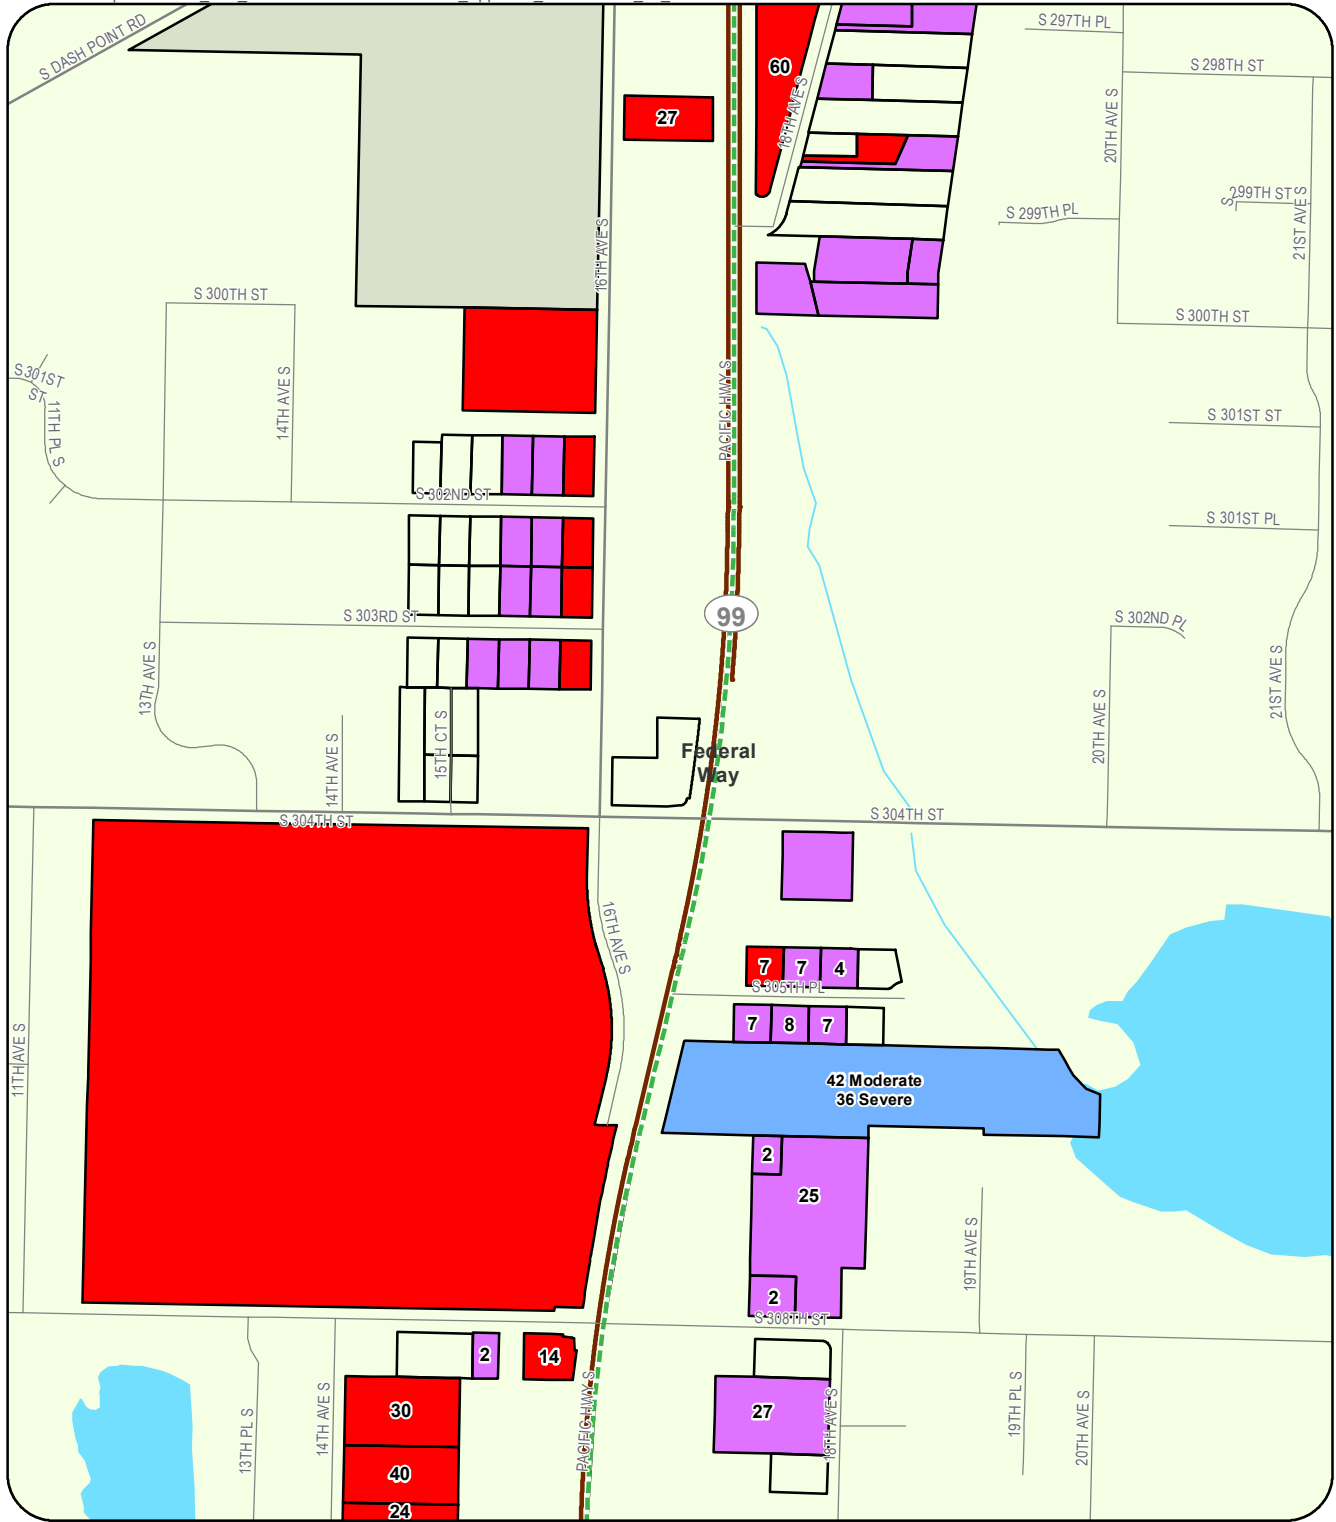 S DASH POINT RD
S 297TH PL
60
S 298TH ST
27
18TH AVE S
20TH AVE S
S 299TH ST
S 299TH PL
21ST AVE S
16TH AVE S
S 300TH ST
S 300TH ST
S 301ST
ST
14TH AVE S
PACIFIC HWY S
11TH PL S
S 301ST ST
S 302ND ST
S 301ST PL
99
S 303RD ST
S 302ND PL
13TH AVE S
21ST AVE S
20TH AVE S
15TH CT S
14TH AVE S
Federal
Way
S 304TH ST
S 304TH ST
16TH AVE S
7
7
4
S 305TH PL
7
8
7
11TH AVE S
42 Moderate
36 Severe
2
25
19TH AVE S
2
S 308TH ST
2
14
30
27
18TH AVE S
PACIFIC HWY S
13TH PL S
14TH AVE S
19TH PL S
20TH AVE S
40
24